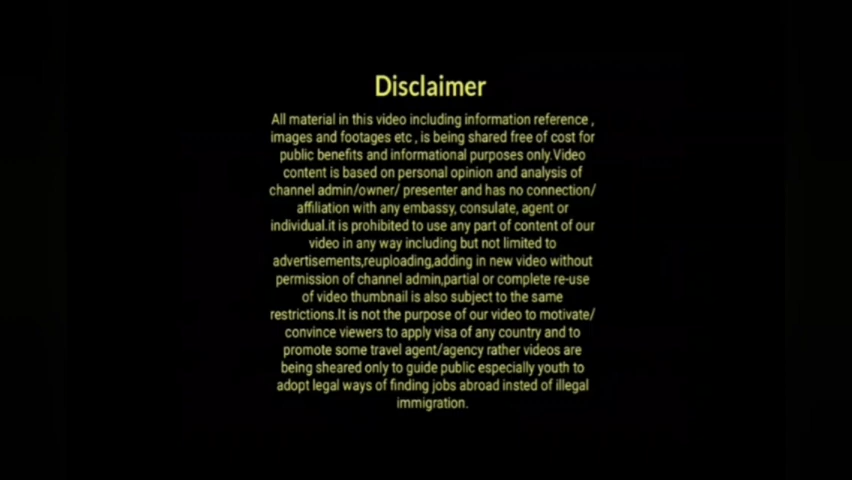 Disclaimer
All material in this video including information reference ,
images and footages etc , is being shared free of cost for
public benefits and informational purposes only.Video
content is based on personal opinion and analysis of
channel admin/owner/ presenter and has no connection/
affiliation with any embassy, consulate, agent or
individual.it is prohibited to use any part of content of our
video in any way including but not limited to
advertisements,reuploading,adding in new video without
permission of channel admin,partial or complete re-use
of video thumbnail is also subject to the same
restrictions.It is not the purpose of our video to motivate/
convince viewers to apply visa of any country and to
promote some travel agent/agency rather videos are
being sheared only to guide public especially youth to
adopt legal ways of finding jobs abroad insted of illegal
immigration.